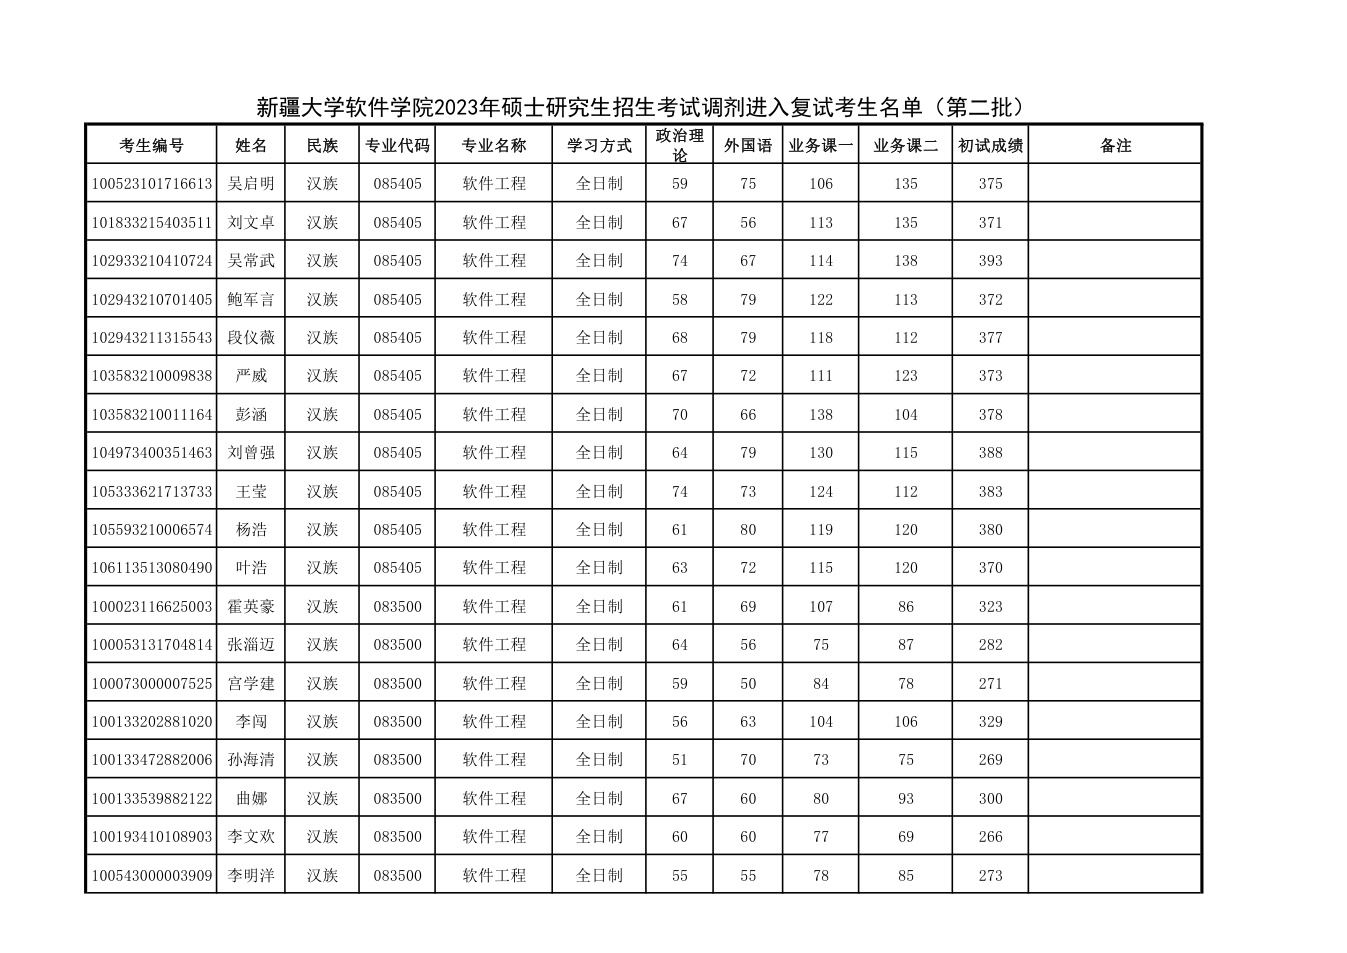 新疆大学软件学院2023年硕士研究生招生考试调剂进入复试考生名单（第二批）
考生编号 姓名 民族 专业代码 专业名称 学习方式 政治理论 外国语 业务课一 业务课二 初试成绩 备注
100523101716613 吴启明 汉族 085405 软件工程 全日制 59 75 106 135 375
101833215403511 刘文卓 汉族 085405 软件工程 全日制 67 56 113 135 371
102933210410724 吴常武 汉族 085405 软件工程 全日制 74 67 114 138 393
102943210701405 鲍军言 汉族 085405 软件工程 全日制 58 79 122 113 372
102943211315543 段仪薇 汉族 085405 软件工程 全日制 68 79 118 112 377
103583210009838 严威 汉族 085405 软件工程 全日制 67 72 111 123 373
103583210011164 彭涵 汉族 085405 软件工程 全日制 70 66 138 104 378
104973400351463 刘曾强 汉族 085405 软件工程 全日制 64 79 130 115 388
105333621713733 王莹 汉族 085405 软件工程 全日制 74 73 124 112 383
105593210006574 杨浩 汉族 085405 软件工程 全日制 61 80 119 120 380
106113513080490 叶浩 汉族 085405 软件工程 全日制 63 72 115 120 370
100023116625003 霍英豪 汉族 083500 软件工程 全日制 61 69 107 86 323
100053131704814 张淄迈 汉族 083500 软件工程 全日制 64 56 75 87 282
100073000007525 宫学建 汉族 083500 软件工程 全日制 59 50 84 78 271
100133202881020 李闯 汉族 083500 软件工程 全日制 56 63 104 106 329
100133472882006 孙海清 汉族 083500 软件工程 全日制 51 70 73 75 269
100133539882122 曲娜 汉族 083500 软件工程 全日制 67 60 80 93 300
100193410108903 李文欢 汉族 083500 软件工程 全日制 60 60 77 69 266
100543000003909 李明洋 汉族 083500 软件工程 全日制 55 55 78 85 273